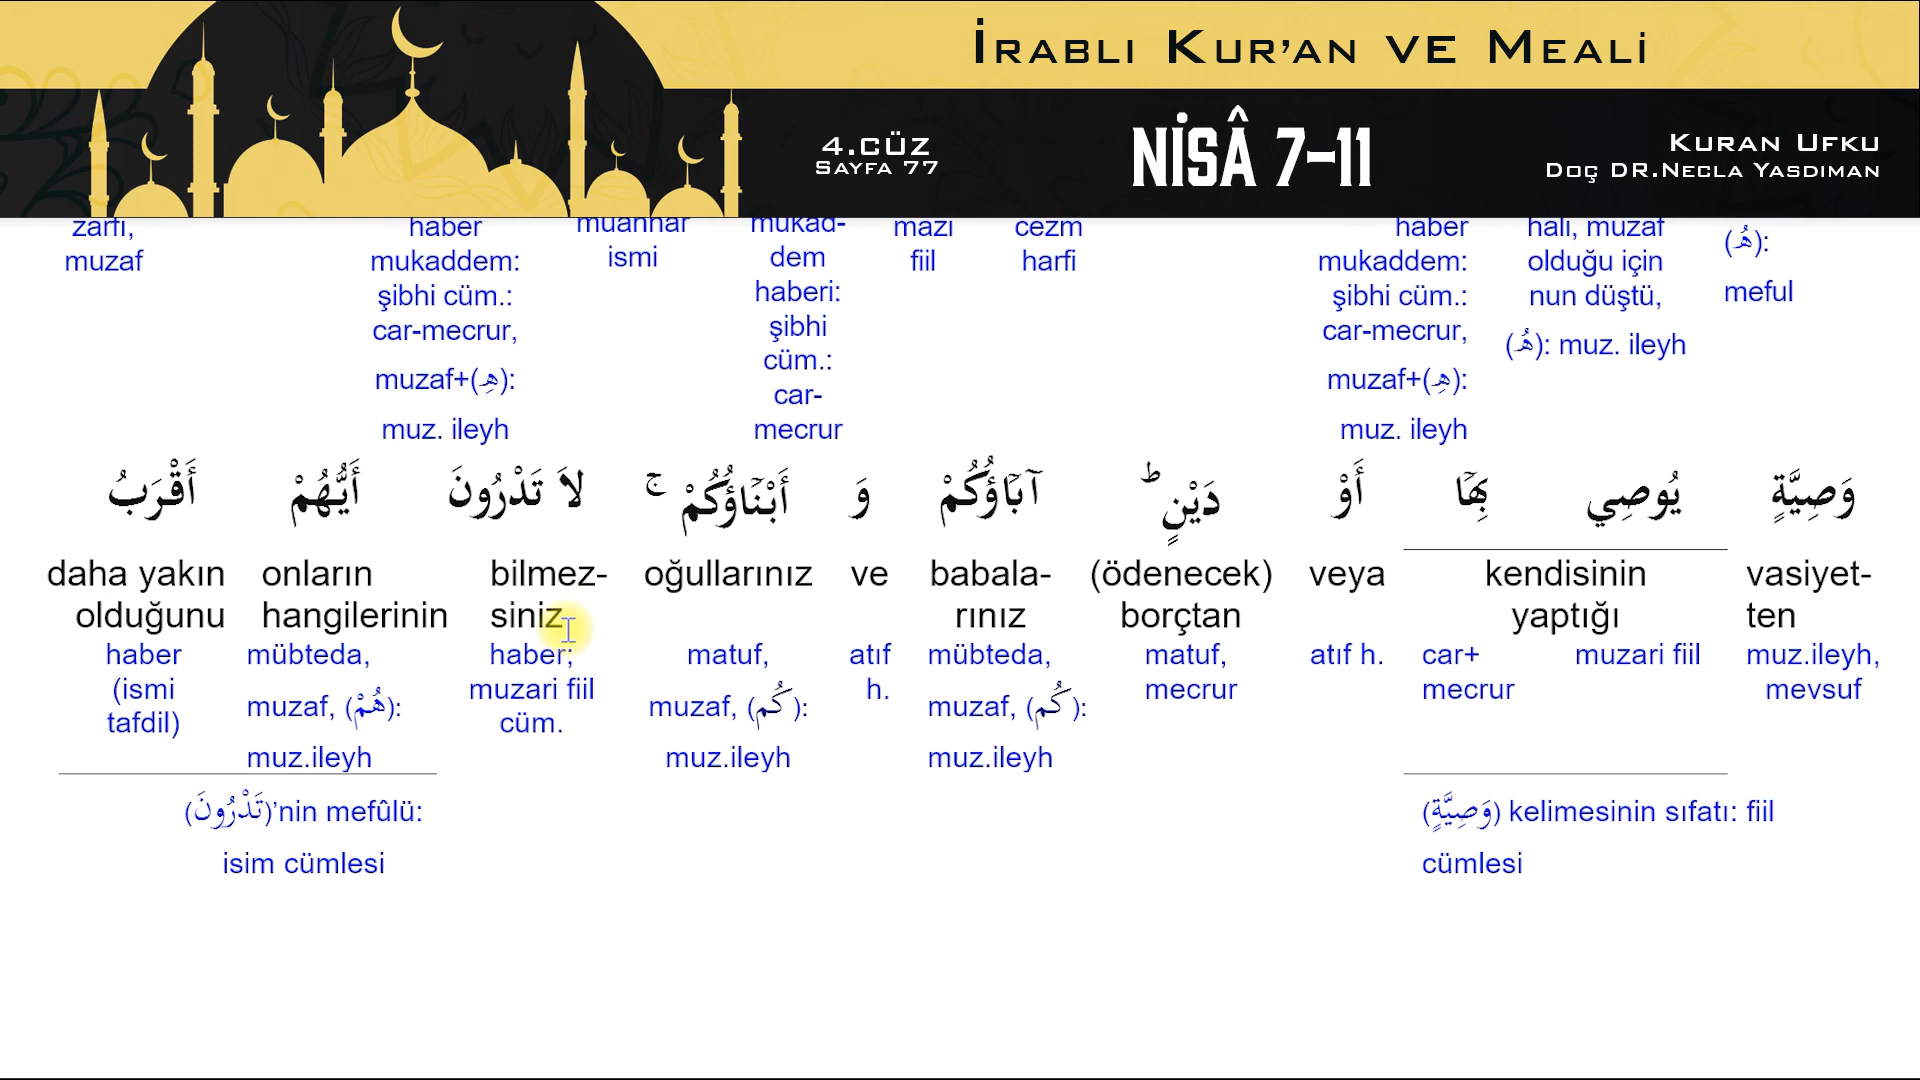 İRABLI KUR’AN VE MEALİ
4.CÜZ
SAYFA 77
NİSÂ 7-11
KURAN UFKU
DOÇ DR.NECLA YASDIMAN
zarfı, haber muahhar mukad- mazi cezm haber hali, muzaf (هُ):
muzaf mukaddem: ismi dem fiil harfi mukaddem: olduğu için meful
şibhi cüm.: haberi: şibhi cüm.: nun düştü,
car-mecrur, şibhi car-mecrur, (هُ): muz. ileyh
cüm.:
muzaf+(هِ): car- muzaf+(هِ):
muz. ileyh mecrur muz. ileyh
وَصِيَّةٍ يُوصِي بِهَٓا أَوْ دَيْنٍ ط آبَٓاؤُكُمْ وَ أَبْنَٓاؤُكُمْ ج لاَ تَدْرُونَ أَيُّهُمْ أَقْرَبُ
daha yakın onların bilmez- oğullarınız ve babala- (ödenecek) veya kendisinin vasiyet-
olduğunu hangilerinin siniz rınız borçtan yaptığı ten
haber mübteda, haber; matuf, atıf mübteda, matuf, atıf h. car+ muzari fiil muz.ileyh,
(ismi muzaf, (هُمْ): muzari fiil muzaf, (كُم): h. muzaf, (كُم): mecrur mecrur mevsuf
tafdil) muz.ileyh cüm. muz.ileyh muz.ileyh
(تَدْرُونَ)’nin mefûlü: (وَصِيَّةٍ) kelimesinin sıfatı: fiil
isim cümlesi cümlesi